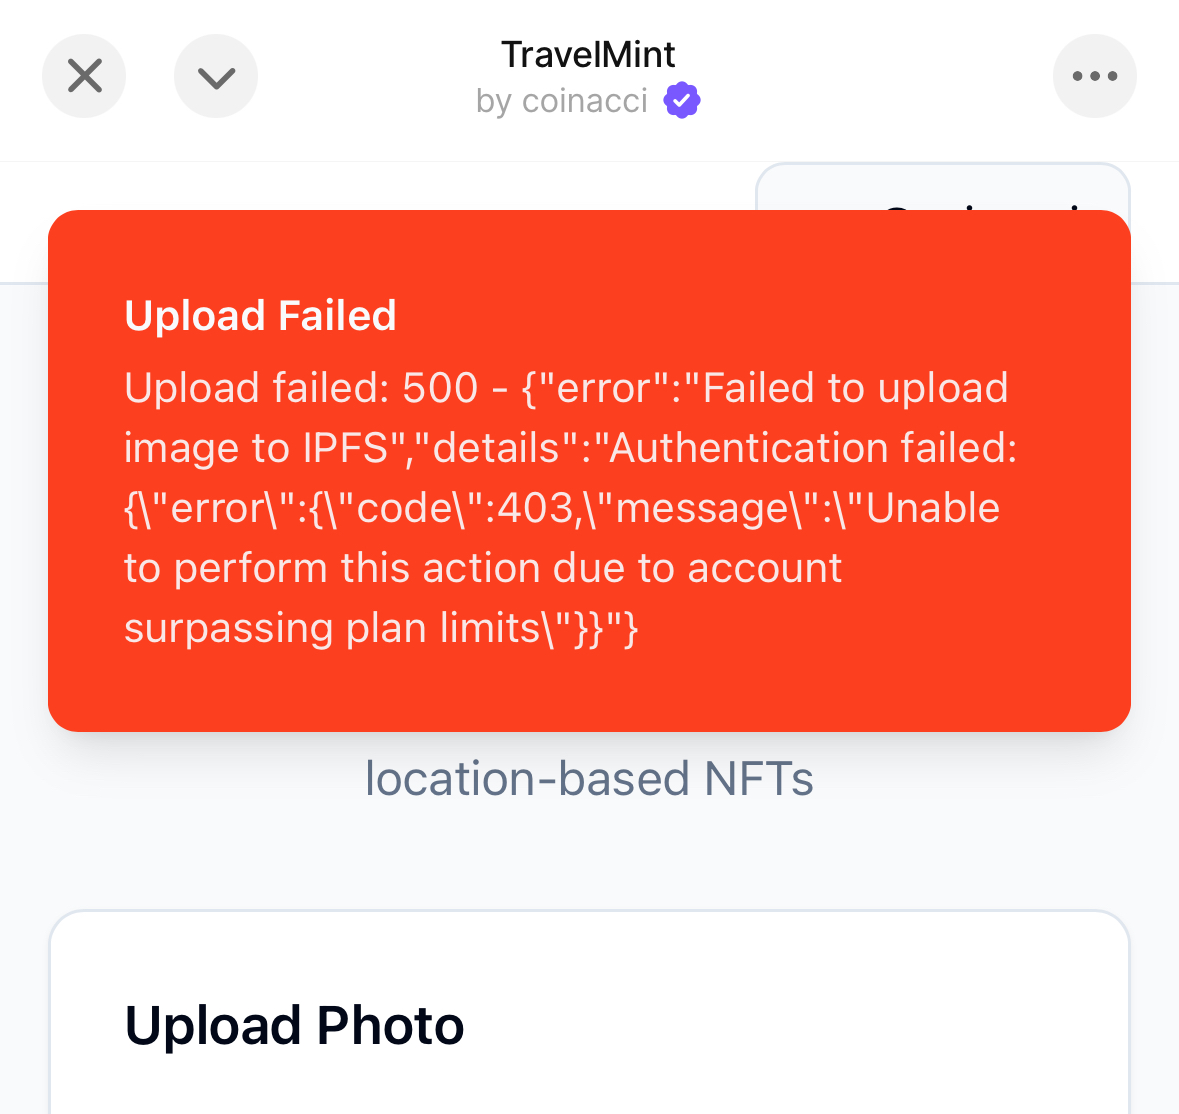 TravelMint
by coinacci
Upload Failed
Upload failed: 500 - {"error":"Failed to upload
image to IPFS","details":"Authentication failed:
{\"error\":{\"code\":403,\"message\":\"Unable
to perform this action due to account
surpassing plan limits\"}}"}
location-based NFTs
Upload Photo